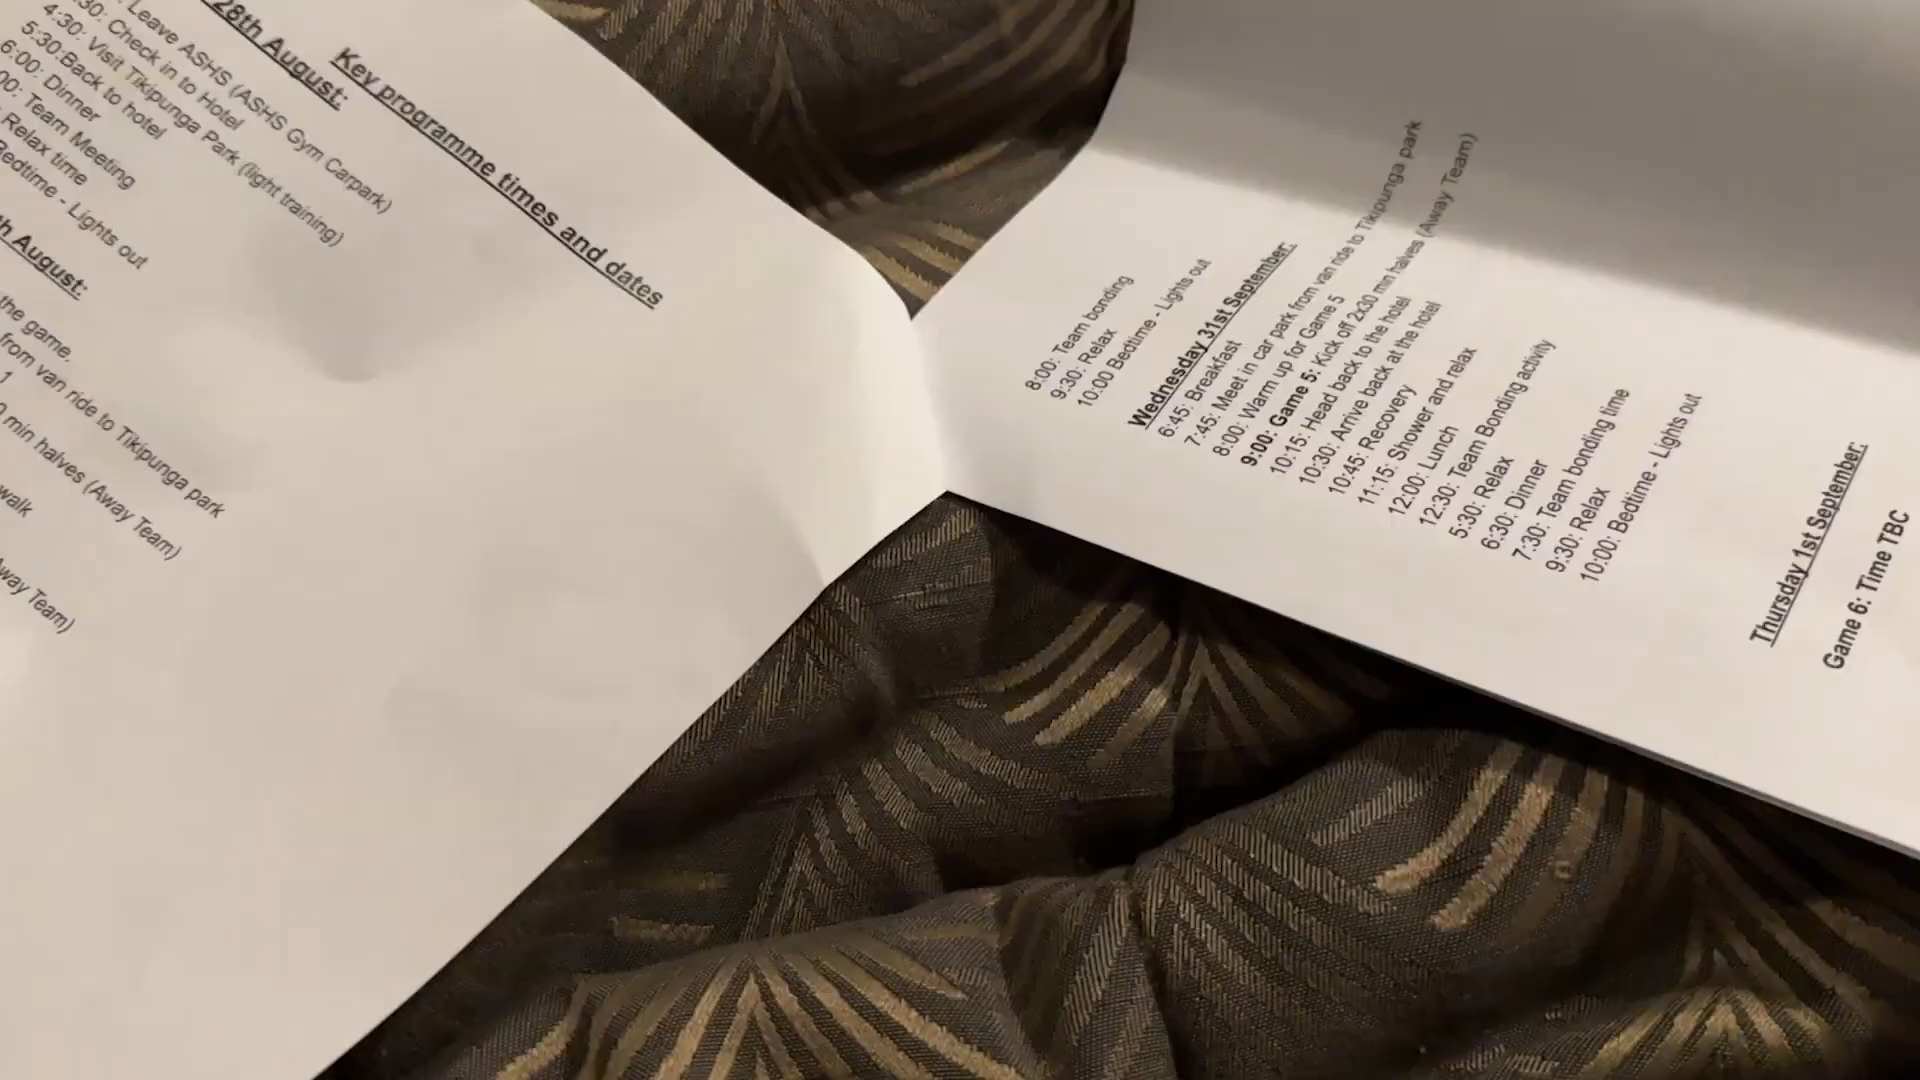 Key programme times and dates
28th August:
Leave ASHS (ASHS Gym Carpark)
30: Check in to Hotel
4:30: Visit Tikipunga Park (light training)
5:30:Back to hotel
6:00: Dinner
00: Team Meeting
Relax time
Bedtime - Lights out
th August:
the game.
from van ride to Tikipunga park
1
0 min halves (Away Team)
walk
way Team)
8:00: Team bonding
9:30: Relax
10:00 Bedtime - Lights out
Wednesday 31st September:
6:45: Breakfast
7:45: Meet in car park from van ride to Tikipunga park
8:00: Warm up for Game 5
9:00: Game 5: Kick off 2x30 min halves (Away Team)
10:15: Head back to the hotel
10:30: Arrive back at the hotel
10:45: Recovery
11:15: Shower and relax
12:00: Lunch
12:30: Team Bonding activity
5:30: Relax
6:30: Dinner
7:30: Team bonding time
9:30: Relax
10:00: Bedtime - Lights out
Thursday 1st September:
Game 6: Time TBC